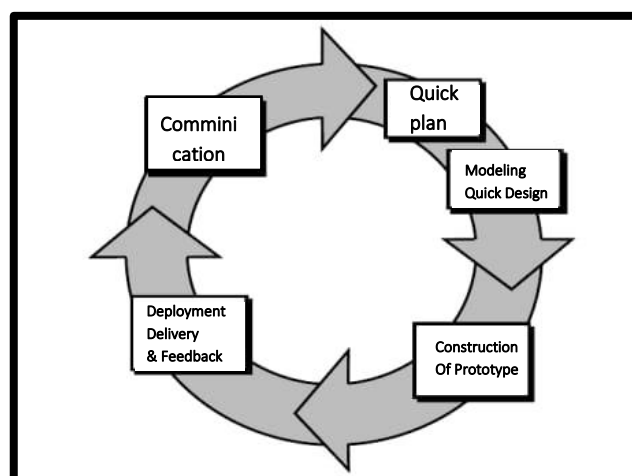 Commini
cation
Quick
plan
Modeling
Quick Design
Construction
Of Prototype
Deployment
Delivery
& Feedback